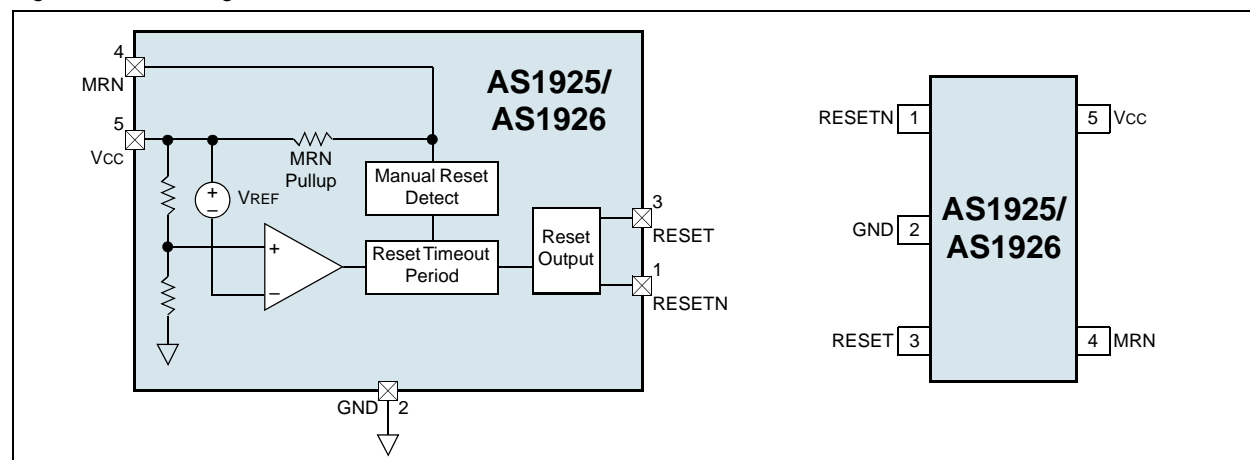 4
MRN
5
VCC
MRN
Pullup
+
−
VREF
+
−
Manual Reset
Detect
Reset Timeout
Period
Reset
Output
3
RESET
1
RESETN
GND 2
AS1925/
AS1926
RESETN 1
GND 2
RESET 3
5 VCC
4 MRN
AS1925/
AS1926